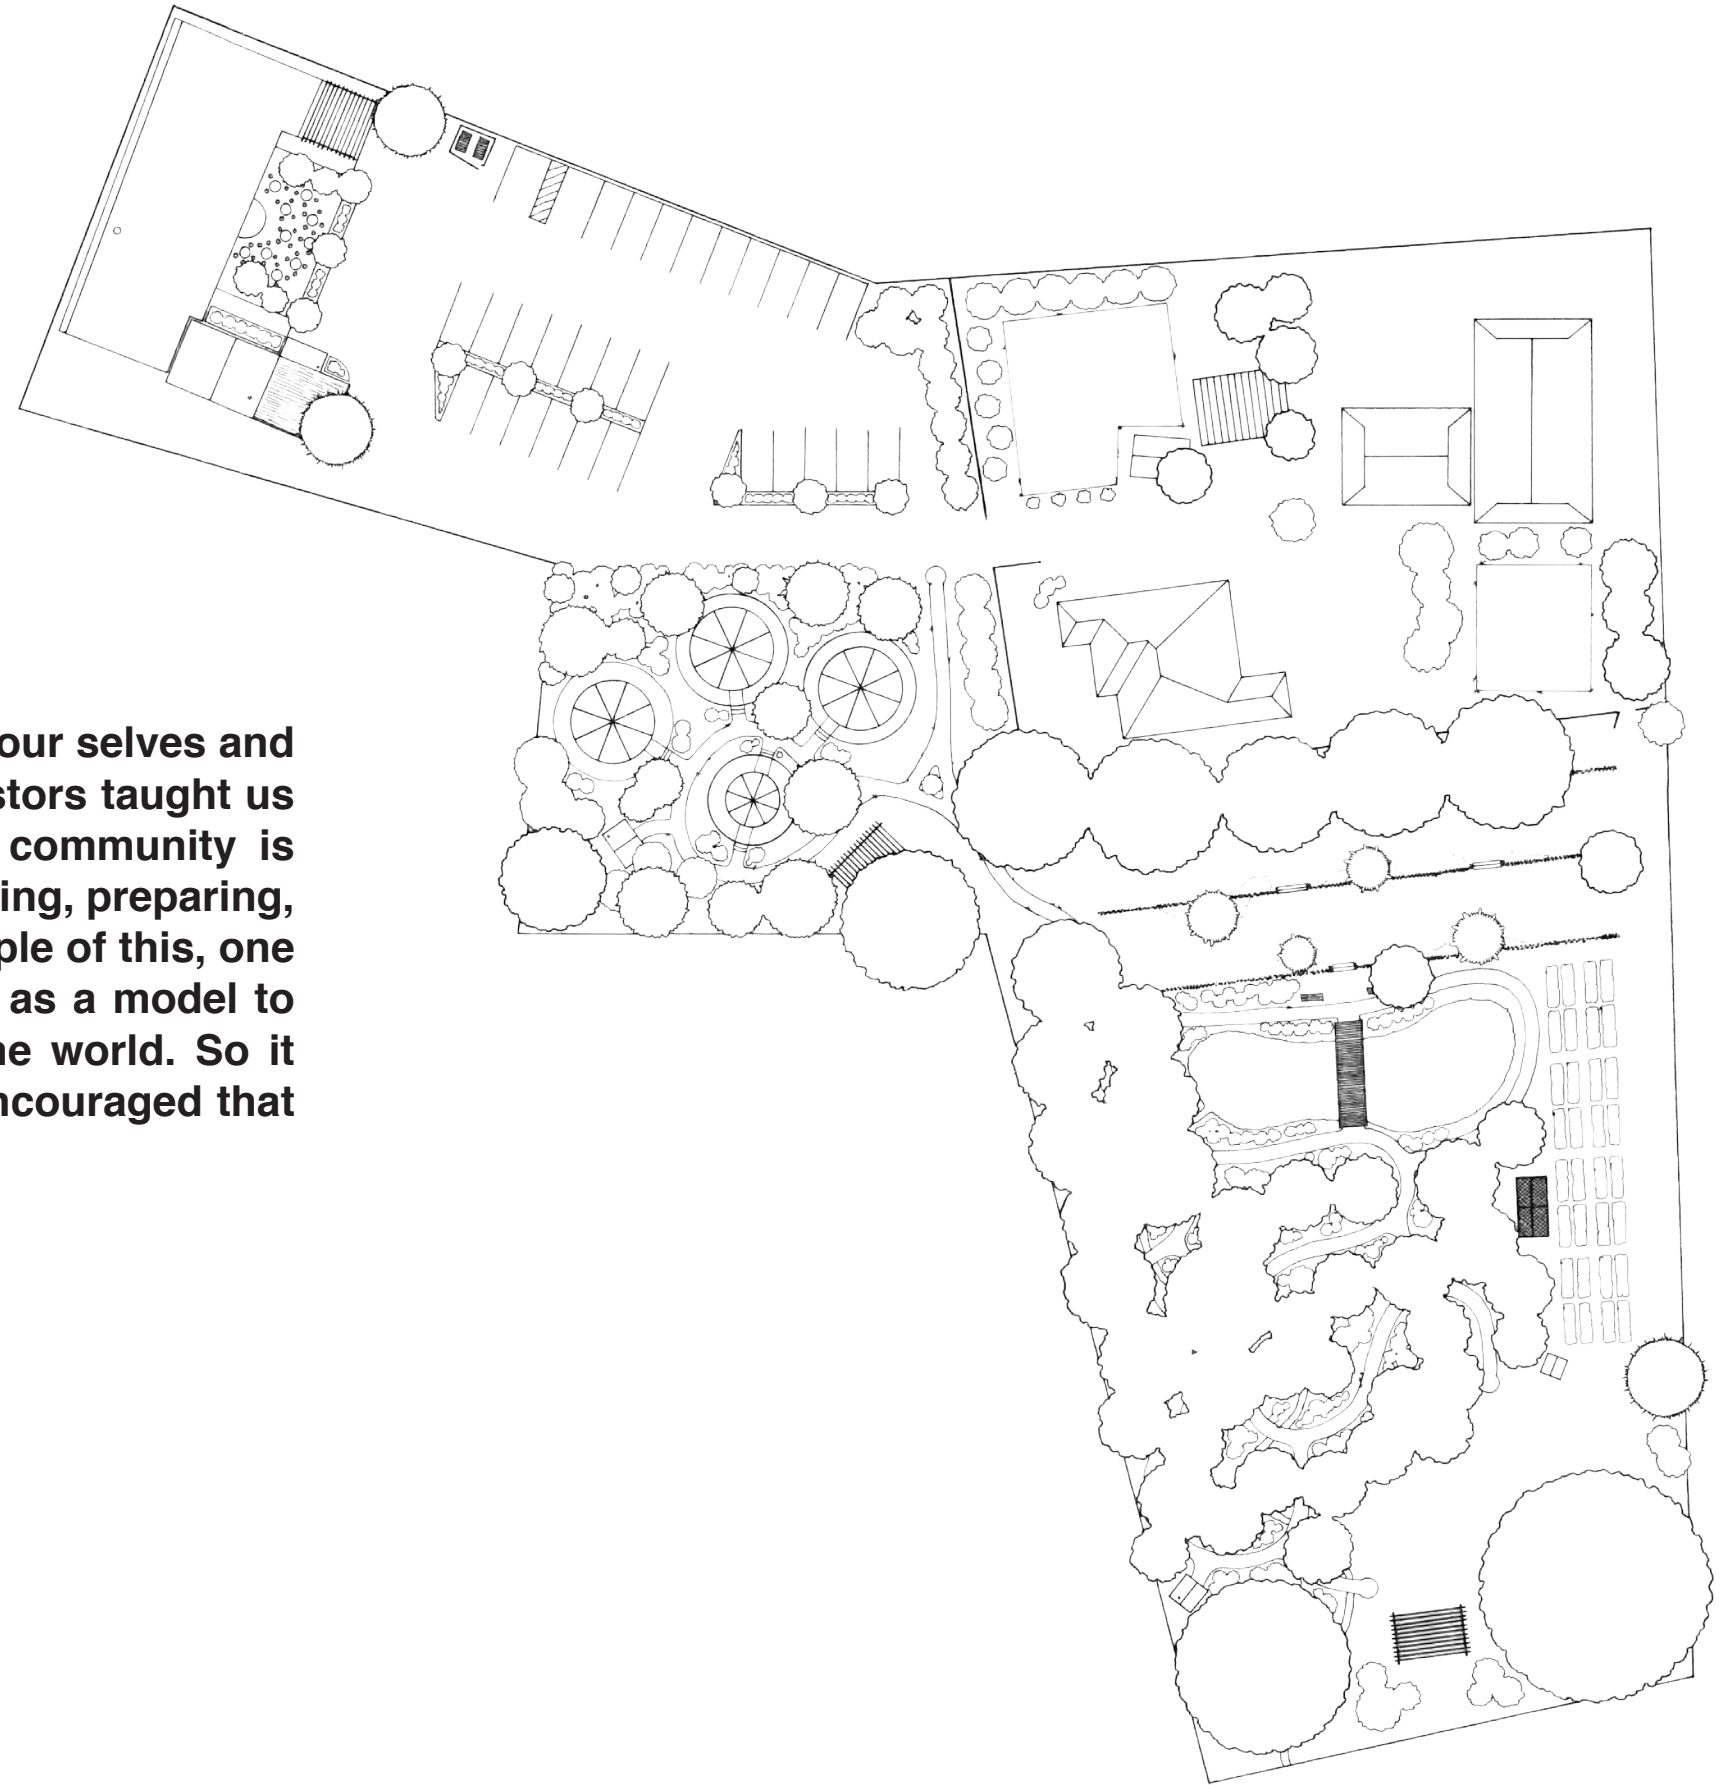 our selves and
stors taught us
community is
ing, preparing,
ple of this, one
as a model to
he world. So it
ncouraged that